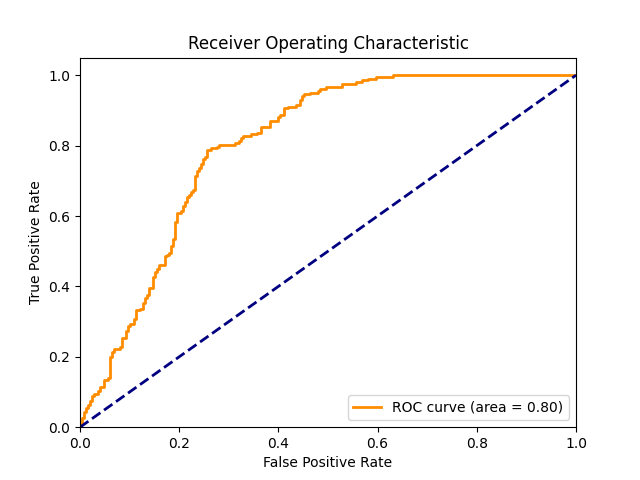 Receiver Operating Characteristic
True Positive Rate
1.0
0.8
0.6
0.4
0.2
0.0
ROC curve (area = 0.80)
0.0 0.2 0.4 0.6 0.8 1.0
False Positive Rate